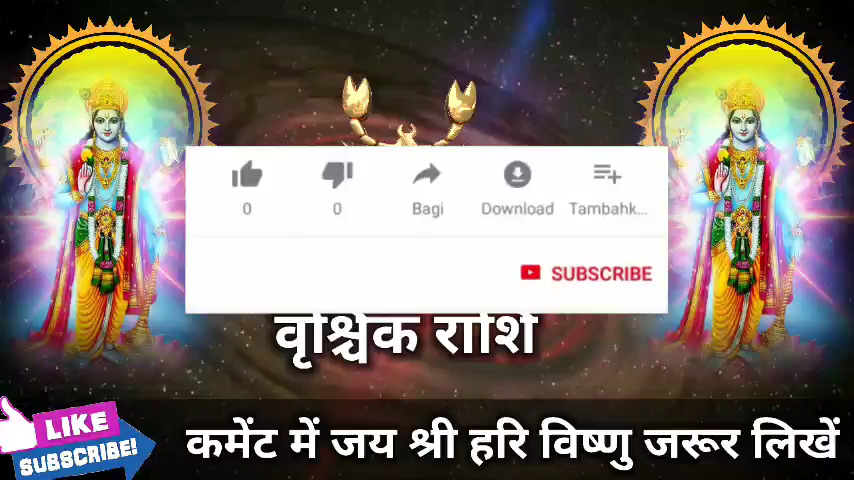 0
0
Bagi
Download
Tambahk...
SUBSCRIBE
वृश्चिक राशि
LIKE
SUBSCRIBE!
कमेंट में जय श्री हरि विष्णु जरूर लिखें